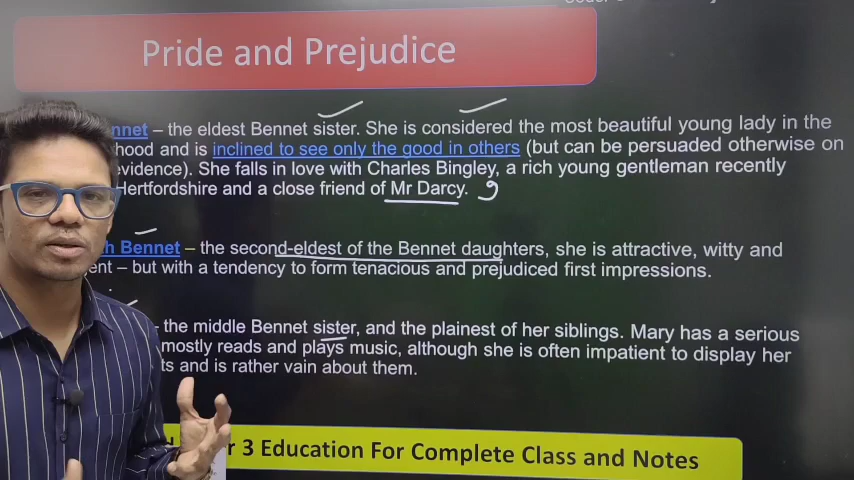 Pride and Prejudice
nnet – the eldest Bennet sister. She is considered the most beautiful young lady in the
hood and is inclined to see only the good in others (but can be persuaded otherwise on
evidence). She falls in love with Charles Bingley, a rich young gentleman recently
Hertfordshire and a close friend of Mr Darcy. 9
h Bennet – the second-eldest of the Bennet daughters, she is attractive, witty and
ent – but with a tendency to form tenacious and prejudiced first impressions.
– the middle Bennet sister, and the plainest of her siblings. Mary has a serious
mostly reads and plays music, although she is often impatient to display her
ts and is rather vain about them.
r 3 Education For Complete Class and Notes